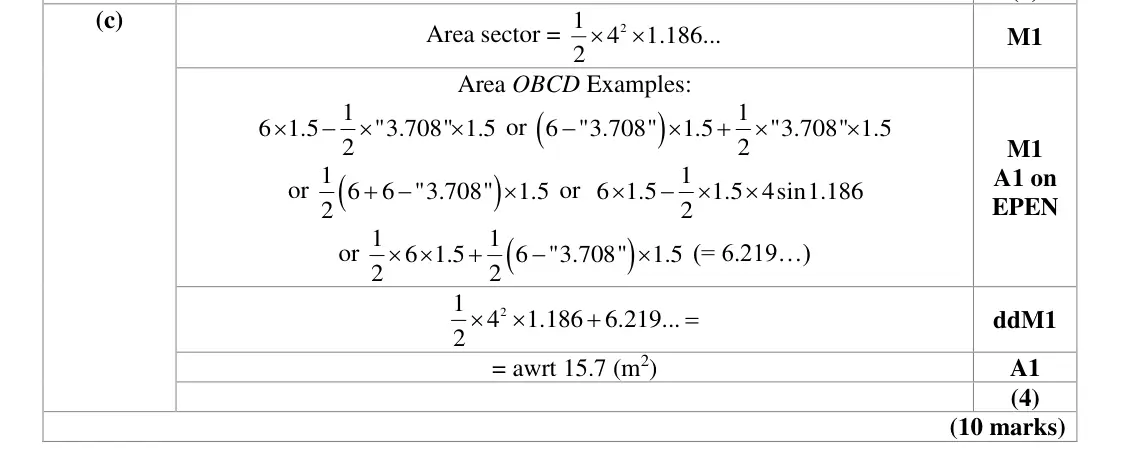 (c)
Area sector = 1/2 × 4² × 1.186... M1
Area OBCD Examples:
6×1.5 − 1/2 × "3.708" × 1.5 or (6 − "3.708") × 1.5 + 1/2 × "3.708" × 1.5
or 1/2 (6 + 6 − "3.708") × 1.5 or 6×1.5 − 1/2 × 1.5 × 4 sin 1.186
or 1/2 × 6 × 1.5 + 1/2 (6 − "3.708") × 1.5 (= 6.219…)
M1
A1 on
EPEN
1/2 × 4² × 1.186 + 6.219... = ddM1
= awrt 15.7 (m²) A1
(4)
(10 marks)